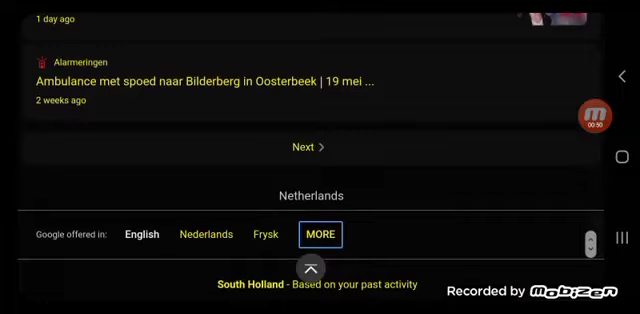 1 day ago
Alarmeringen
Ambulance met spoed naar Bilderberg in Oosterbeek | 19 mei ...
2 weeks ago
00:50
Next
Netherlands
Google offered in: English Nederlands Frysk MORE
South Holland - Based on your past activity
Recorded by Mobizen